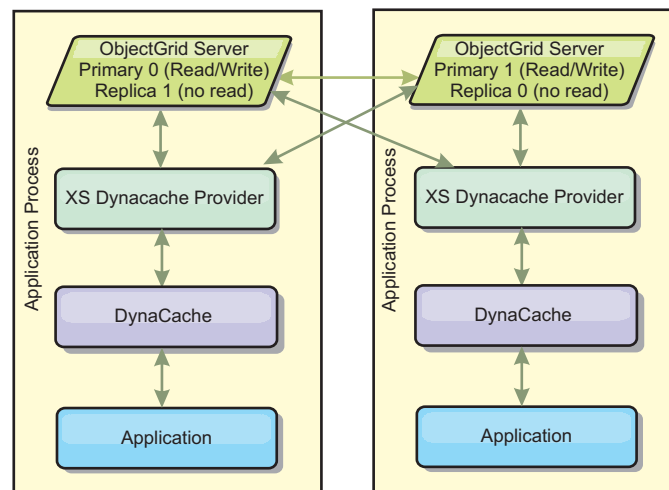 ObjectGrid Server
Primary 0 (Read/Write)
Replica 1 (no read)
XS Dynacache Provider
DynaCache
Application
Application Process
ObjectGrid Server
Primary 1 (Read/Write)
Replica 0 (no read)
XS Dynacache Provider
DynaCache
Application
Application Process